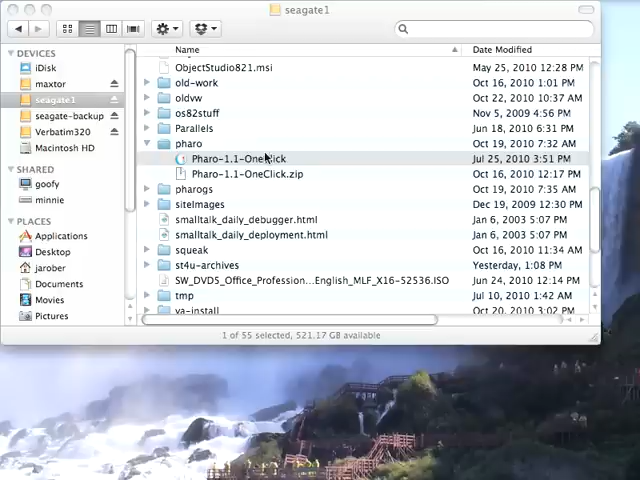 seagate1
Name
Date Modified
DEVICES
iDisk
maxtor
seagate1
seagate-backup
Verbatim320
Macintosh HD
SHARED
goofy
minnie
PLACES
Applications
Desktop
jarober
Documents
Movies
Pictures
ObjectStudio821.msi May 25, 2010 12:28 PM
old-work Oct 16, 2010 1:01 PM
oldvw Oct 22, 2010 10:37 AM
os82stuff Nov 5, 2009 4:56 PM
Parallels Jun 18, 2010 6:31 PM
pharo Oct 19, 2010 7:32 AM
Pharo-1.1-OneClick Jul 25, 2010 3:51 PM
Pharo-1.1-OneClick.zip Oct 16, 2010 12:17 PM
pharogs Oct 19, 2010 7:35 AM
siteImages Dec 19, 2009 12:30 PM
smalltalk_daily_debugger.html Jan 6, 2003 5:07 PM
smalltalk_daily_deployment.html Jan 6, 2003 5:07 PM
squeak Oct 16, 2010 11:34 AM
st4u-archives Yesterday, 1:08 PM
SW_DVD5_Office_Profession...English_MLF_X16-52536.ISO Jun 24, 2010 12:14 PM
tmp Jul 10, 2010 1:42 AM
va-install Oct 20, 2010 3:02 PM
1 of 55 selected, 521.17 GB available